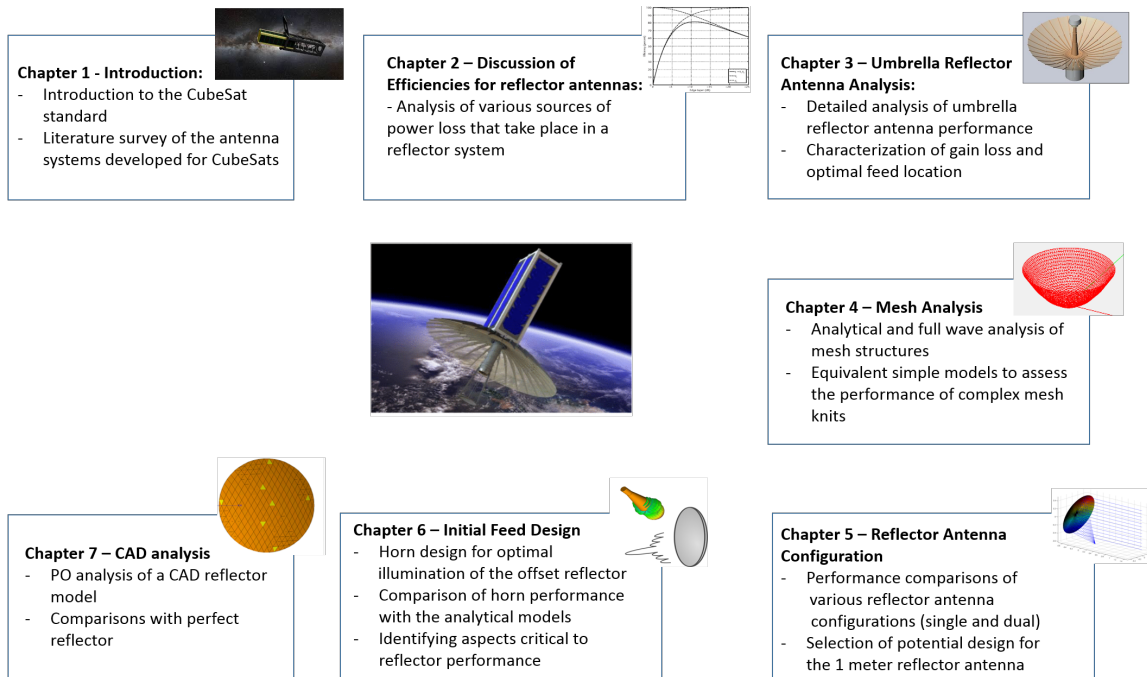 Chapter 1 - Introduction:
- Introduction to the CubeSat
standard
- Literature survey of the antenna
systems developed for CubeSats
Chapter 2 – Discussion of
Efficiencies for reflector antennas:
- Analysis of various sources of
power loss that take place in a
reflector system
Chapter 3 – Umbrella Reflector
Antenna Analysis:
- Detailed analysis of umbrella
reflector antenna performance
- Characterization of gain loss and
optimal feed location
Chapter 4 – Mesh Analysis
- Analytical and full wave analysis of
mesh structures
- Equivalent simple models to assess
the performance of complex mesh
knits
Chapter 7 – CAD analysis
- PO analysis of a CAD reflector
model
- Comparisons with perfect
reflector
Chapter 6 – Initial Feed Design
- Horn design for optimal
illumination of the offset reflector
- Comparison of horn performance
with the analytical models
- Identifying aspects critical to
reflector performance
Chapter 5 – Reflector Antenna
Configuration
- Performance comparisons of
various reflector antenna
configurations (single and dual)
- Selection of potential design for
the 1 meter reflector antenna